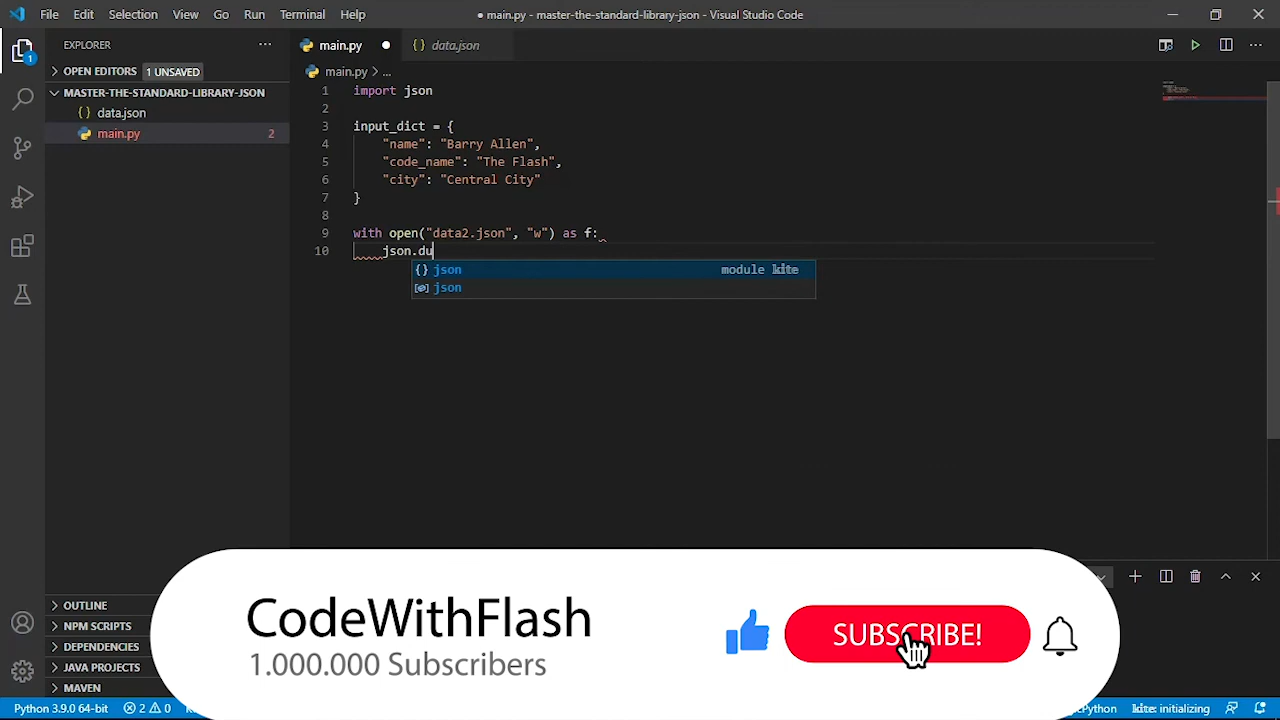 File Edit Selection View Go Run Terminal Help
● main.py - master-the-standard-library-json - Visual Studio Code
EXPLORER
OPEN EDITORS 1 UNSAVED
MASTER-THE-STANDARD-LIBRARY-JSON
{} data.json
main.py 2
OUTLINE
NPM SCRIPTS
DEPENDENCIES
JAVA PROJECTS
MAVEN
main.py ● {} data.json
main.py > ...
1 import json
2
3 input_dict = {
4 "name": "Barry Allen",
5 "code_name": "The Flash",
6 "city": "Central City"
7 }
8
9 with open("data2.json", "w") as f:
10 json.du
{} json module kite
json
CodeWithFlash
1.000.000 Subscribers
SUBSCRIBE!
Python 3.9.0 64-bit 2 0
Python kite: initializing
1